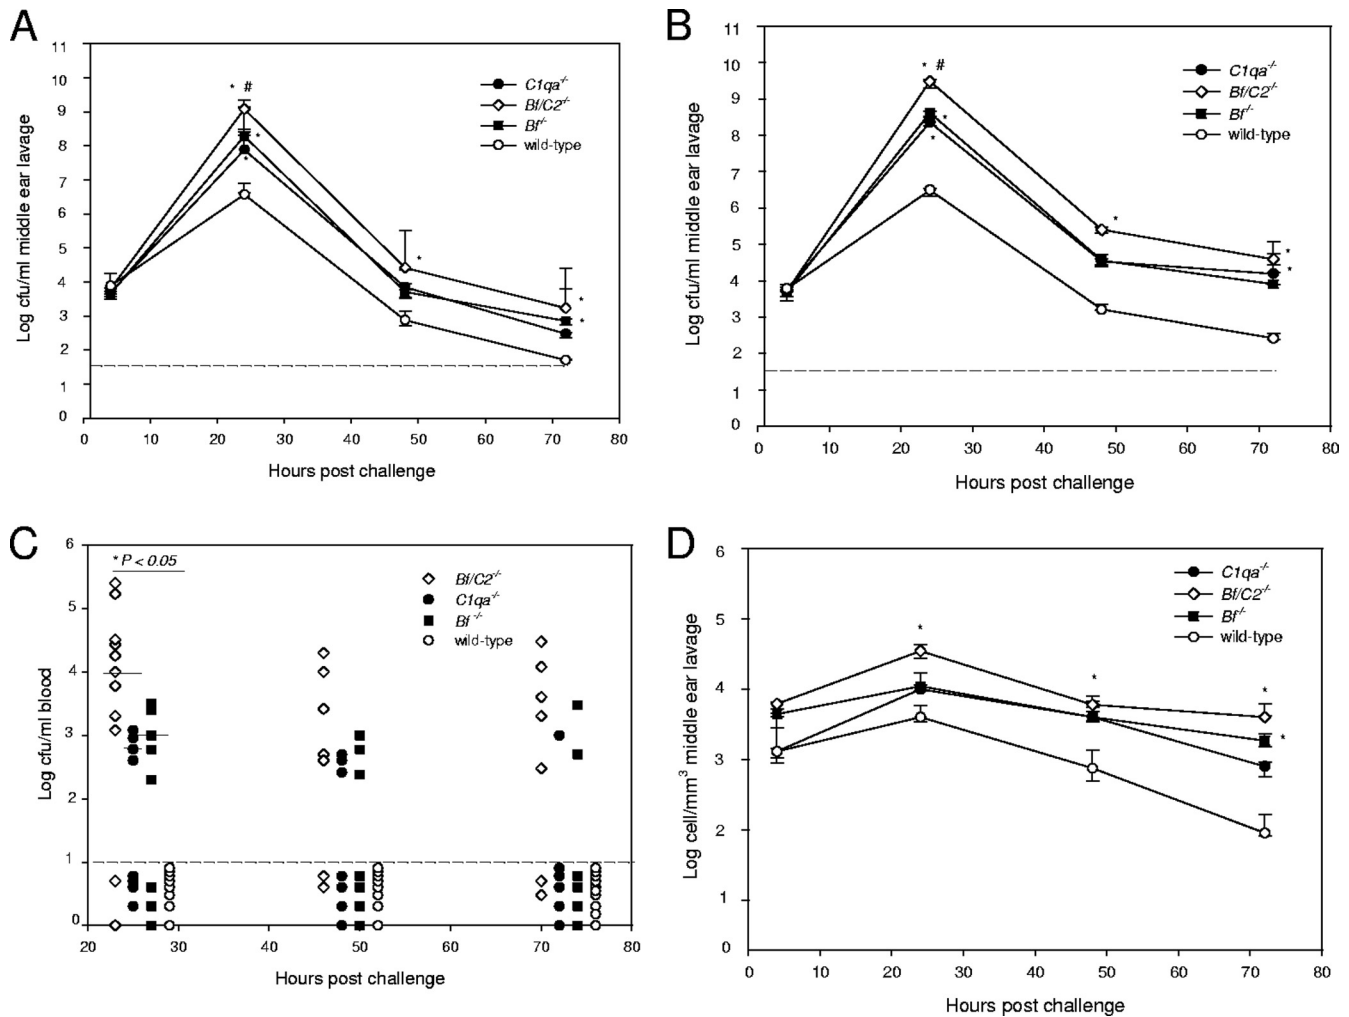 A
11
10
9
8
7
6
5
4
3
2
1
0
Log cfu/ml middle ear lavage
* #
*
*
*
*
*
C1qa-/-
Bf/C2-/-
Bf-/-
wild-type
0 10 20 30 40 50 60 70 80
Hours post challenge
B
11
10
9
8
7
6
5
4
3
2
1
0
Log cfu/ml middle ear lavage
* #
*
*
*
*
*
C1qa-/-
Bf/C2-/-
Bf-/-
wild-type
0 10 20 30 40 50 60 70 80
Hours post challenge
C
6
5
4
3
2
1
0
Log cfu/ml blood
* P < 0.05
Bf/C2-/-
C1qa-/-
Bf -/-
wild-type
20 30 40 50 60 70 80
Hours post challenge
D
6
5
4
3
2
1
0
Log cell/mm3 middle ear lavage
*
*
*
*
C1qa-/-
Bf/C2-/-
Bf-/-
wild-type
0 10 20 30 40 50 60 70 80
Hours post challenge